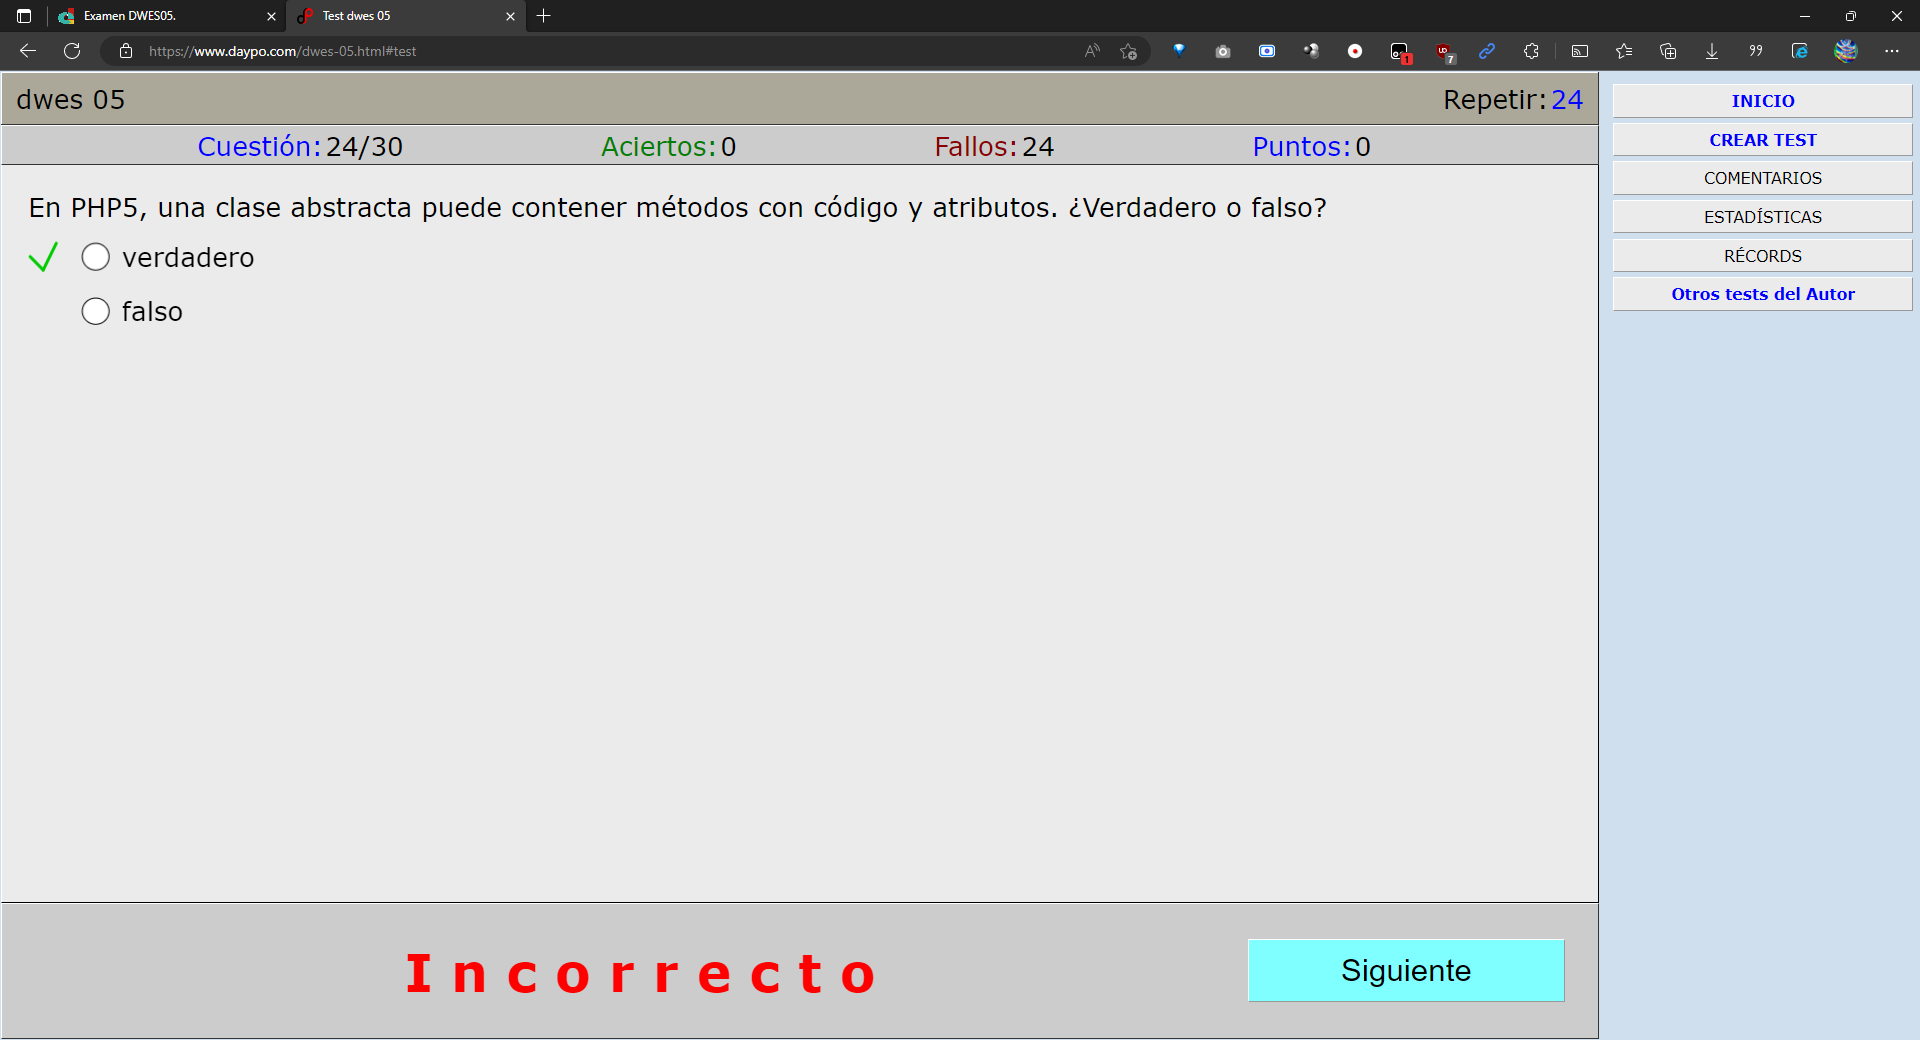 Examen DWES05.
Test dwes 05
https://www.daypo.com/dwes-05.html#test
dwes 05
Repetir:24
Cuestión:24/30
Aciertos:0
Fallos:24
Puntos:0
En PHP5, una clase abstracta puede contener métodos con código y atributos. ¿Verdadero o falso?
verdadero
falso
Incorrecto
Siguiente
INICIO
CREAR TEST
COMENTARIOS
ESTADÍSTICAS
RÉCORDS
Otros tests del Autor
1
7